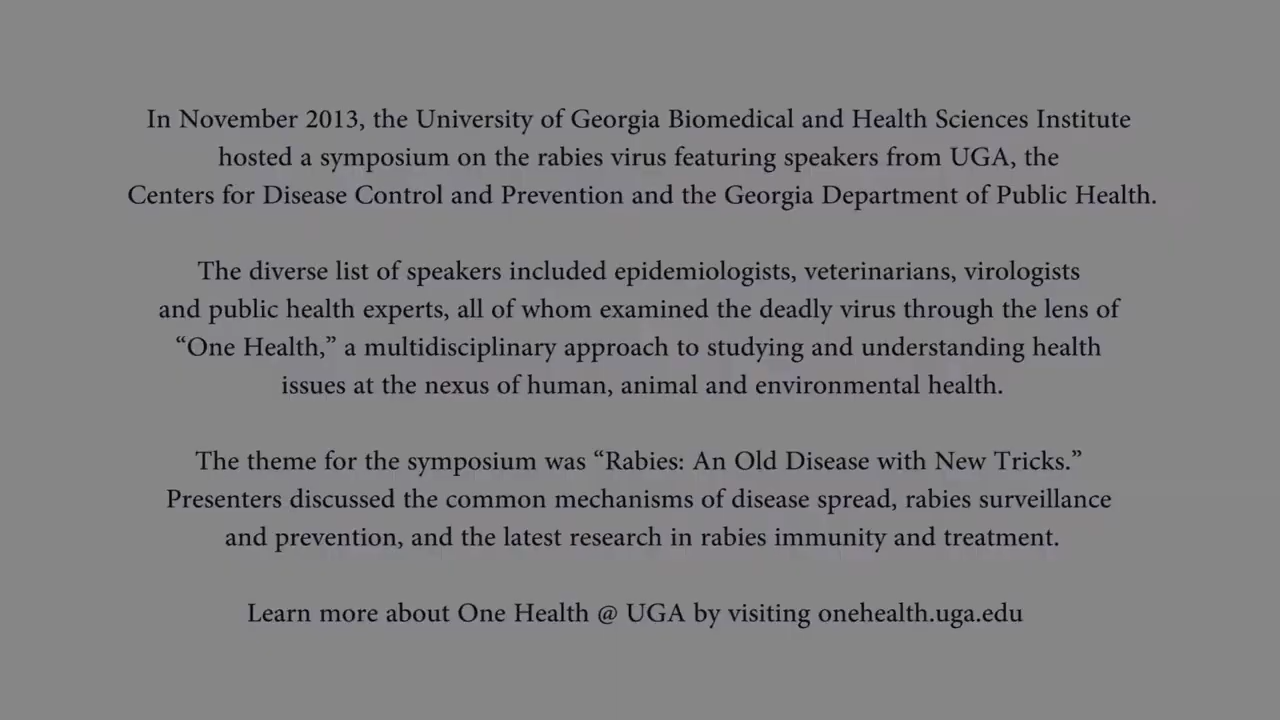 In November 2013, the University of Georgia Biomedical and Health Sciences Institute
hosted a symposium on the rabies virus featuring speakers from UGA, the
Centers for Disease Control and Prevention and the Georgia Department of Public Health.
The diverse list of speakers included epidemiologists, veterinarians, virologists
and public health experts, all of whom examined the deadly virus through the lens of
“One Health,” a multidisciplinary approach to studying and understanding health
issues at the nexus of human, animal and environmental health.
The theme for the symposium was “Rabies: An Old Disease with New Tricks.”
Presenters discussed the common mechanisms of disease spread, rabies surveillance
and prevention, and the latest research in rabies immunity and treatment.
Learn more about One Health @ UGA by visiting onehealth.uga.edu